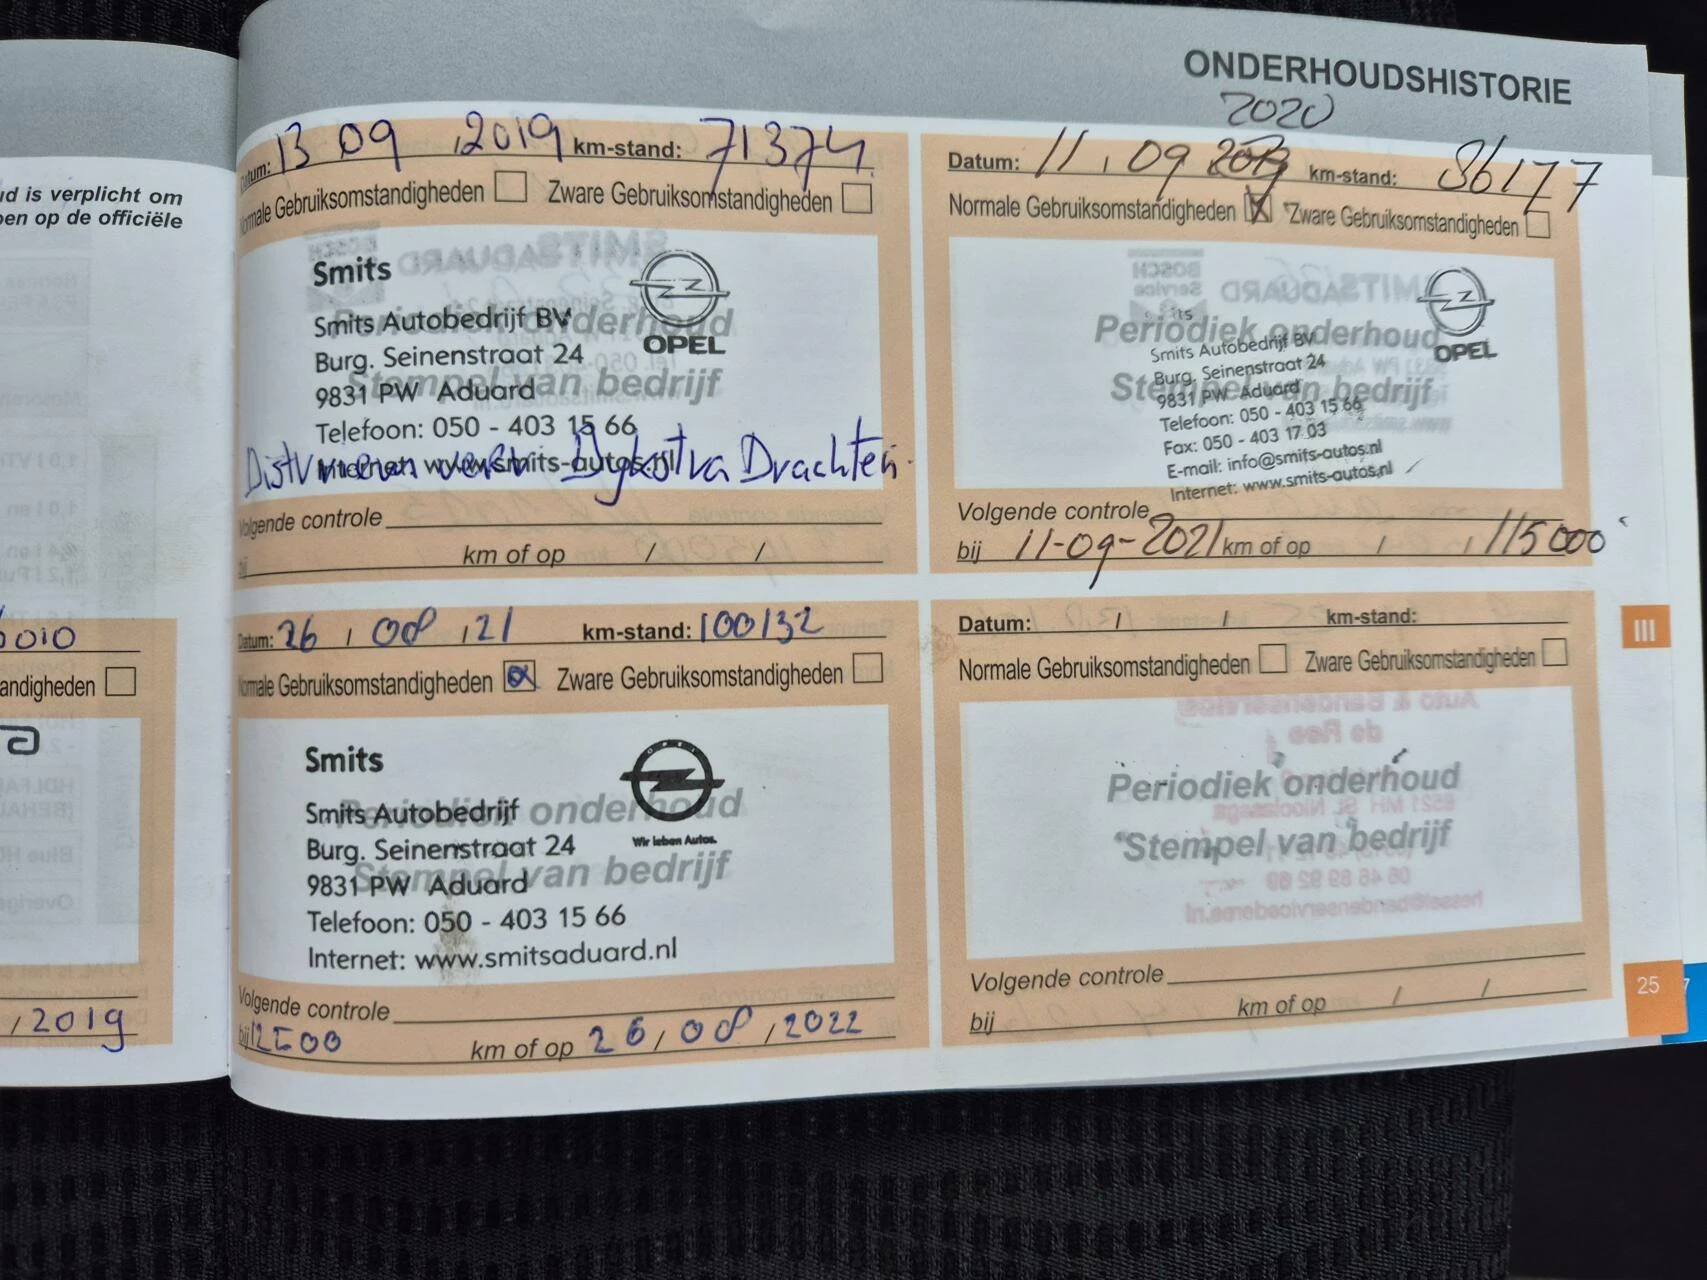 ONDERHOUDSHISTORIE
ud is verplicht om
en op de officiële
andigheden
, 2019
Datum: 13 09 , 2019 km-stand: 71374
Normale Gebruiksomstandigheden Zware Gebruiksomstandigheden
Smits
Smits Autobedrijf BV
Burg. Seinenstraat 24
9831 PW Aduard
Telefoon: 050 - 403 15 66
Internet: www.smits-autos.nl
OPEL
Periodiek onderhoud
Stempel van bedrijf
Dijkstra Drachten.
Volgende controle
bij km of op / /
2020
Datum: 11 , 09 2019 km-stand: 86177
Normale Gebruiksomstandigheden X Zware Gebruiksomstandigheden
Periodiek onderhoud
Stempel van bedrijf
OPEL
Smits Autobedrijf BV
Burg. Seinenstraat 24
9831 PW Aduard
Telefoon: 050 - 403 15 66
Fax: 050 - 403 17 03
E-mail: info@smits-autos.nl
Internet: www.smits-autos.nl
Volgende controle
bij 11-09-2021 km of op / , 115000
Datum: 26 , 08 , 21 km-stand: 100132
Normale Gebruiksomstandigheden X Zware Gebruiksomstandigheden
Smits
Smits Autobedrijf
Burg. Seinenstraat 24
9831 PW Aduard
Telefoon: 050 - 403 15 66
Internet: www.smitsaduard.nl
OPEL
Wir leben Autos.
Periodiek onderhoud
Stempel van bedrijf
Volgende controle
bij km of op 26 / 08 , 2022
Datum: / / km-stand:
Normale Gebruiksomstandigheden Zware Gebruiksomstandigheden
Periodiek onderhoud
Stempel van bedrijf
Volgende controle
bij km of op / /
III
25